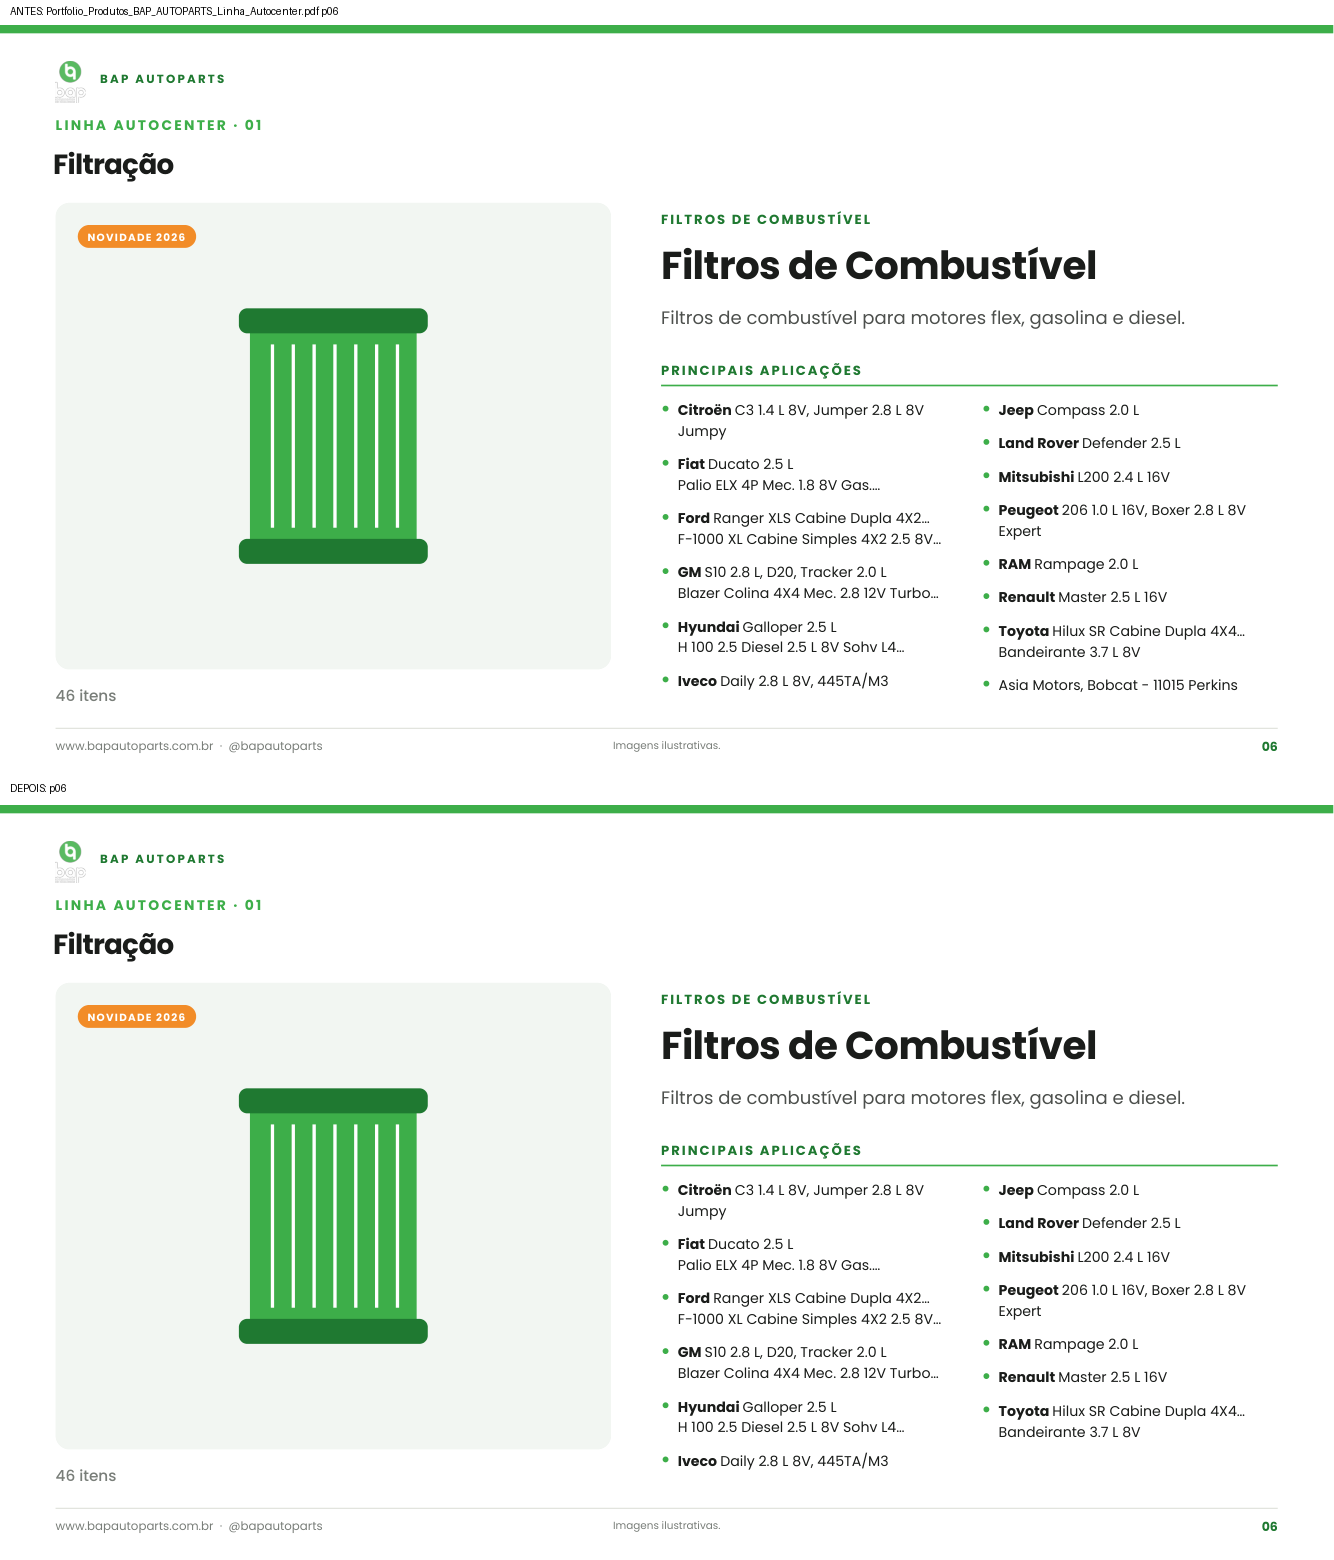 ANTES: Portfolio_Produtos_BAP_AUTOPARTS_Linha_Autocenter.pdf p06
bap
BAP AUTOPARTS
LINHA AUTOCENTER · 01
Filtração
NOVIDADE 2026
46 itens
FILTROS DE COMBUSTÍVEL
Filtros de Combustível
Filtros de combustível para motores flex, gasolina e diesel.
PRINCIPAIS APLICAÇÕES
• Citroën C3 1.4 L 8V, Jumper 2.8 L 8V
Jumpy
• Fiat Ducato 2.5 L
Palio ELX 4P Mec. 1.8 8V Gas.…
• Ford Ranger XLS Cabine Dupla 4X2…
F-1000 XL Cabine Simples 4X2 2.5 8V…
• GM S10 2.8 L, D20, Tracker 2.0 L
Blazer Colina 4X4 Mec. 2.8 12V Turbo…
• Hyundai Galloper 2.5 L
H 100 2.5 Diesel 2.5 L 8V Sohv L4…
• Iveco Daily 2.8 L 8V, 445TA/M3
• Jeep Compass 2.0 L
• Land Rover Defender 2.5 L
• Mitsubishi L200 2.4 L 16V
• Peugeot 206 1.0 L 16V, Boxer 2.8 L 8V
Expert
• RAM Rampage 2.0 L
• Renault Master 2.5 L 16V
• Toyota Hilux SR Cabine Dupla 4X4…
Bandeirante 3.7 L 8V
• Asia Motors, Bobcat - 11015 Perkins
www.bapautoparts.com.br · @bapautoparts
Imagens ilustrativas.
06
DEPOIS: p06
bap
BAP AUTOPARTS
LINHA AUTOCENTER · 01
Filtração
NOVIDADE 2026
46 itens
FILTROS DE COMBUSTÍVEL
Filtros de Combustível
Filtros de combustível para motores flex, gasolina e diesel.
PRINCIPAIS APLICAÇÕES
• Citroën C3 1.4 L 8V, Jumper 2.8 L 8V
Jumpy
• Fiat Ducato 2.5 L
Palio ELX 4P Mec. 1.8 8V Gas.…
• Ford Ranger XLS Cabine Dupla 4X2…
F-1000 XL Cabine Simples 4X2 2.5 8V…
• GM S10 2.8 L, D20, Tracker 2.0 L
Blazer Colina 4X4 Mec. 2.8 12V Turbo…
• Hyundai Galloper 2.5 L
H 100 2.5 Diesel 2.5 L 8V Sohv L4…
• Iveco Daily 2.8 L 8V, 445TA/M3
• Jeep Compass 2.0 L
• Land Rover Defender 2.5 L
• Mitsubishi L200 2.4 L 16V
• Peugeot 206 1.0 L 16V, Boxer 2.8 L 8V
Expert
• RAM Rampage 2.0 L
• Renault Master 2.5 L 16V
• Toyota Hilux SR Cabine Dupla 4X4…
Bandeirante 3.7 L 8V
www.bapautoparts.com.br · @bapautoparts
Imagens ilustrativas.
06